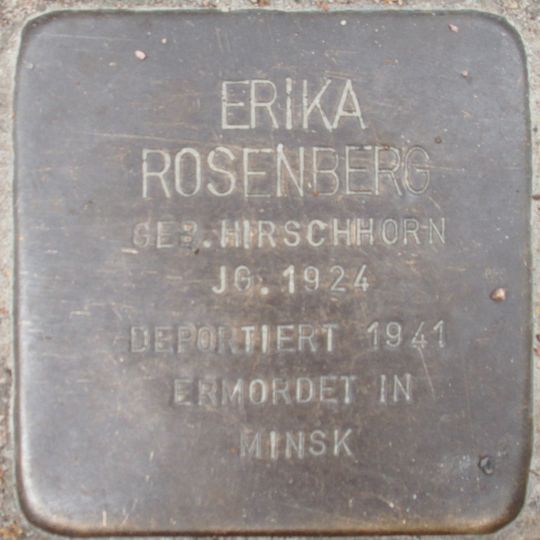 ERIKA
ROSENBERG
GEB. HIRSCHHORN
JG. 1924
DEPORTIERT 1941
ERMORDET IN
MINSK